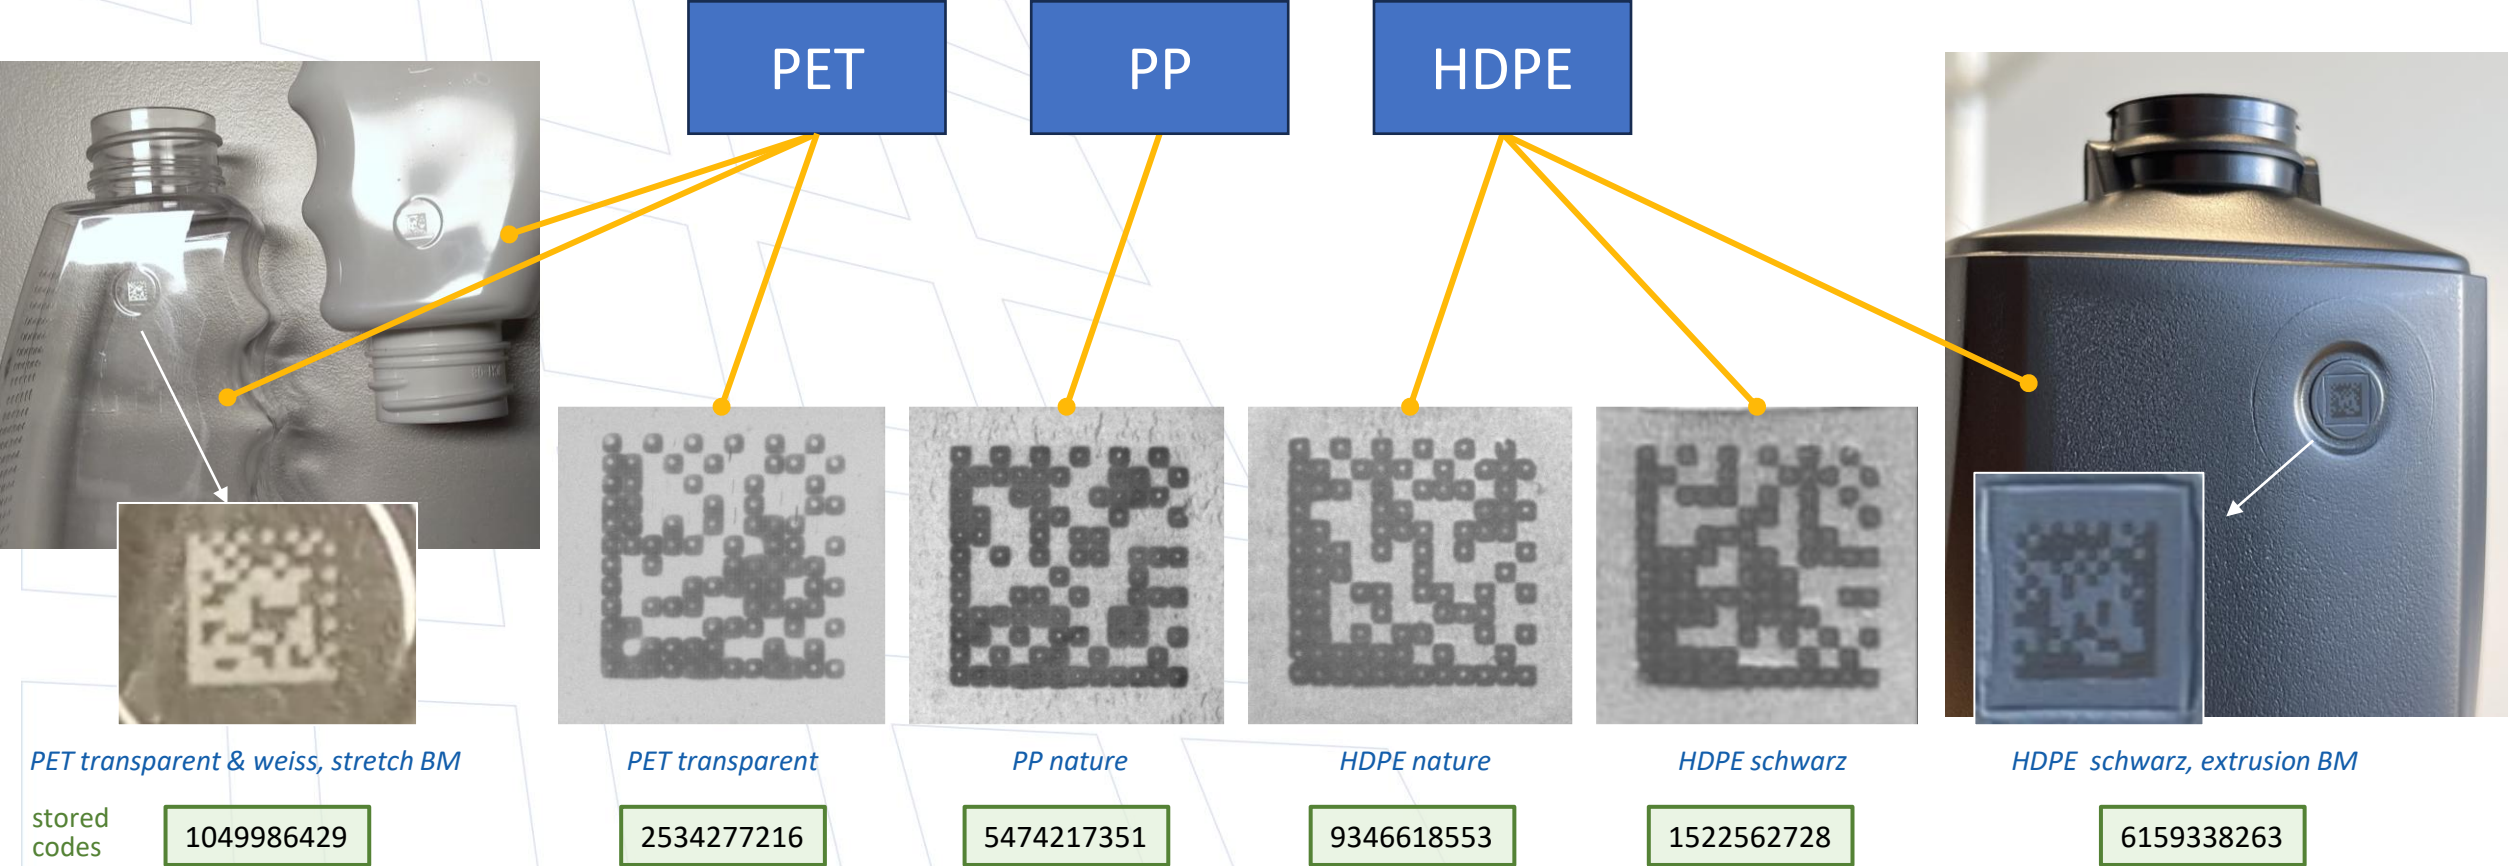 PET
PP
HDPE
PET transparent & weiss, stretch BM
PET transparent
PP nature
HDPE nature
HDPE schwarz
HDPE schwarz, extrusion BM
stored
codes
1049986429
2534277216
5474217351
9346618553
1522562728
6159338263